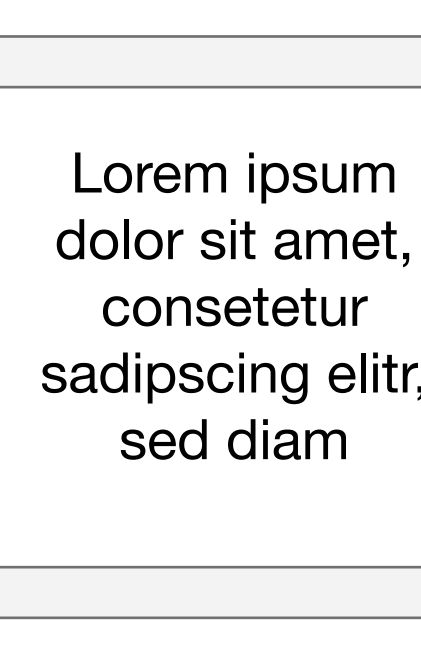 Lorem ipsum
dolor sit amet,
consetetur
sadipscing elitr,
sed diam